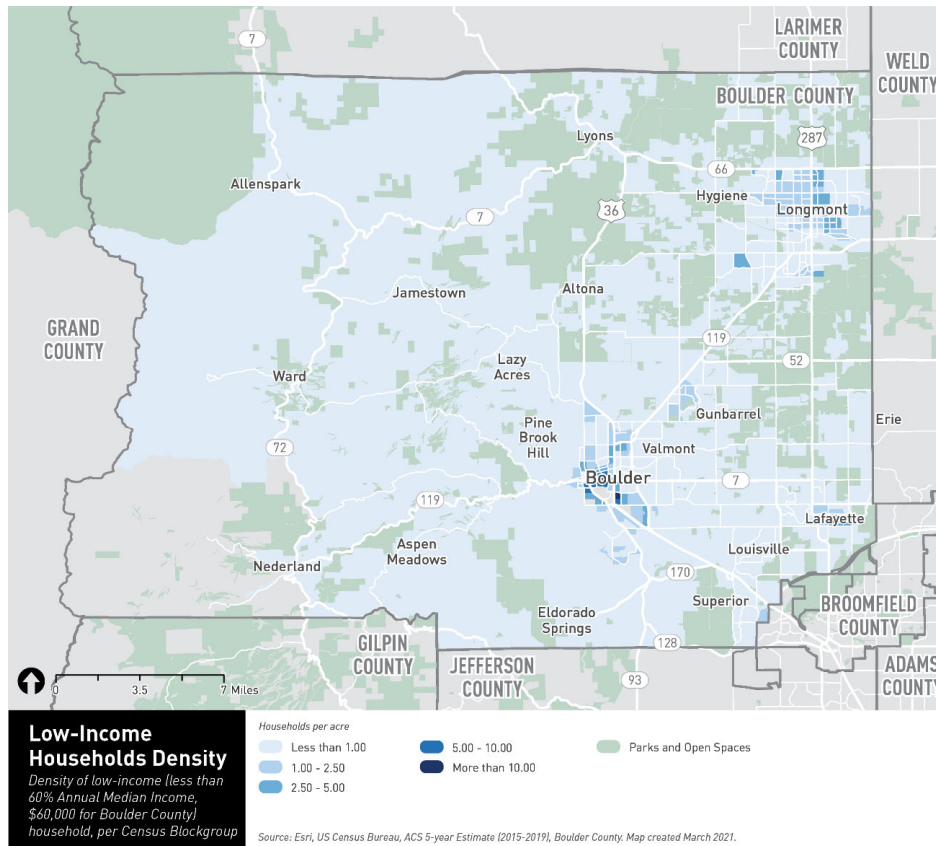 7
LARIMER
COUNTY
WELD
COUNTY
BOULDER COUNTY
287
Lyons
66
Allenspark
Hygiene
36
Longmont
7
Jamestown
Altona
GRAND
COUNTY
119
52
Lazy
Acres
Ward
Gunbarrel
Erie
Pine
Brook
Hill
72
Valmont
Boulder
7
119
Lafayette
Aspen
Meadows
Louisville
Nederland
170
Superior
BROOMFIELD
COUNTY
Eldorado
Springs
GILPIN
COUNTY
128
JEFFERSON
COUNTY
ADAMS
COUNTY
93
0 3.5 7 Miles
Low-Income
Households Density
Density of low-income (less than
60% Annual Median Income,
$60,000 for Boulder County)
household, per Census Blockgroup
Households per acre
Less than 1.00
1.00 - 2.50
2.50 - 5.00
5.00 - 10.00
More than 10.00
Parks and Open Spaces
Source: Esri, US Census Bureau, ACS 5-year Estimate (2015-2019), Boulder County. Map created March 2021.